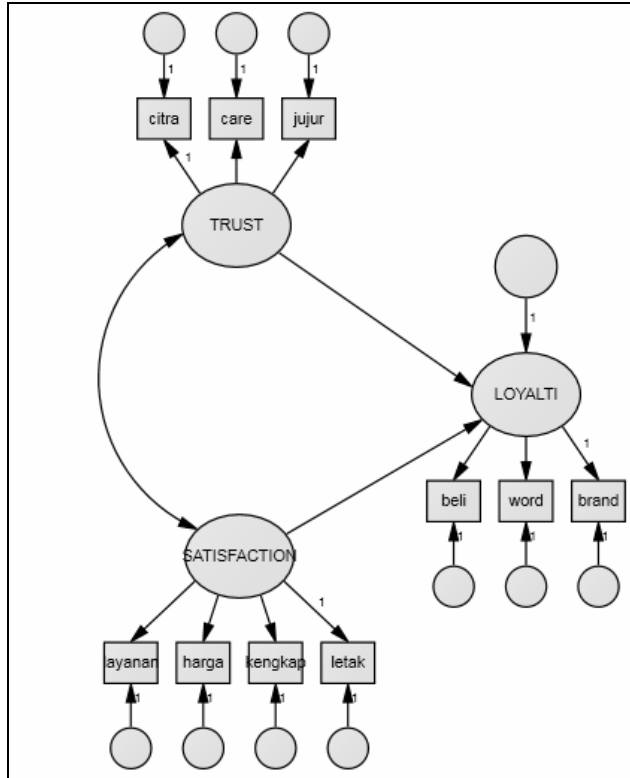 1 1 1
citra care jujur
1
TRUST
1
LOYALTI
1
beli word brand
1 1 1
SATISFACTION
1
layanan harga kengkap letak
1 1 1 1